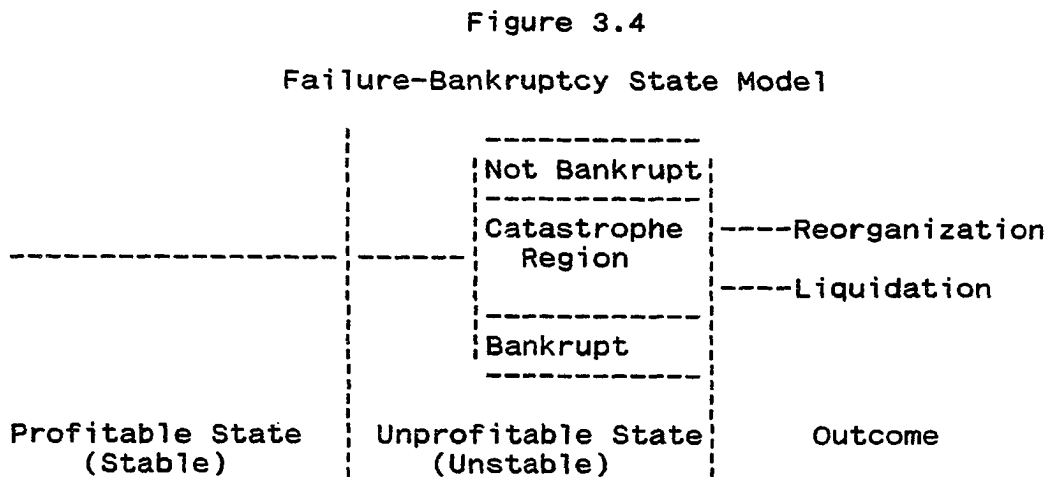 Figure 3.4
Failure-Bankruptcy State Model
Not Bankrupt
Catastrophe
Region
Bankrupt
----Reorganization
----Liquidation
Profitable State
(Stable)
Unprofitable State
(Unstable)
Outcome